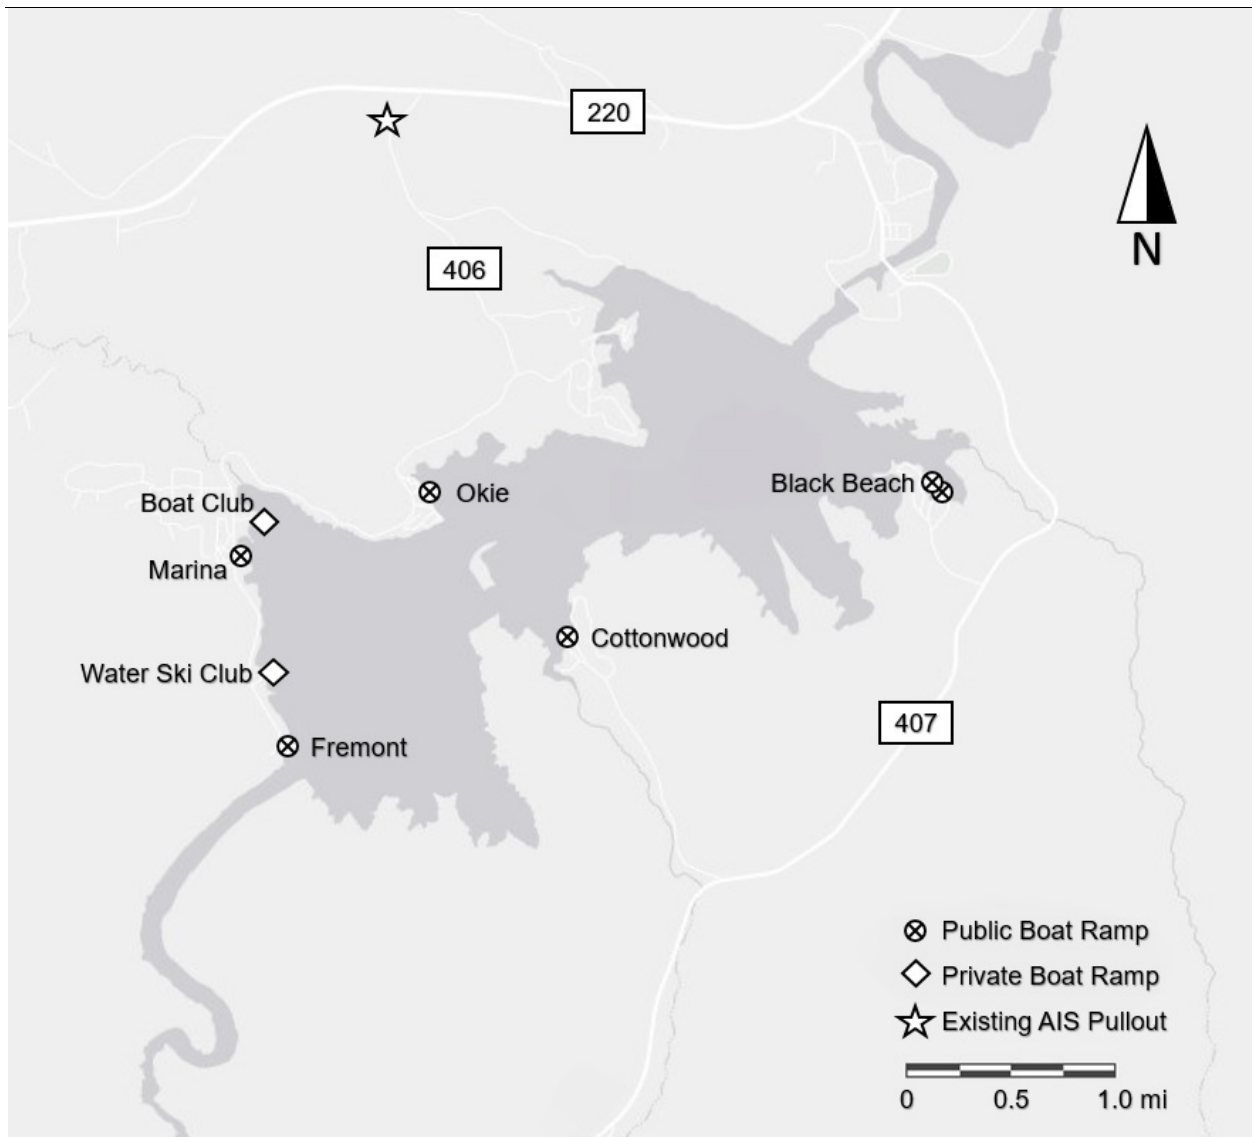 220
N
406
Boat Club
Okie
Black Beach
Marina
Cottonwood
Water Ski Club
407
Fremont
Public Boat Ramp
Private Boat Ramp
Existing AIS Pullout
0 0.5 1.0 mi